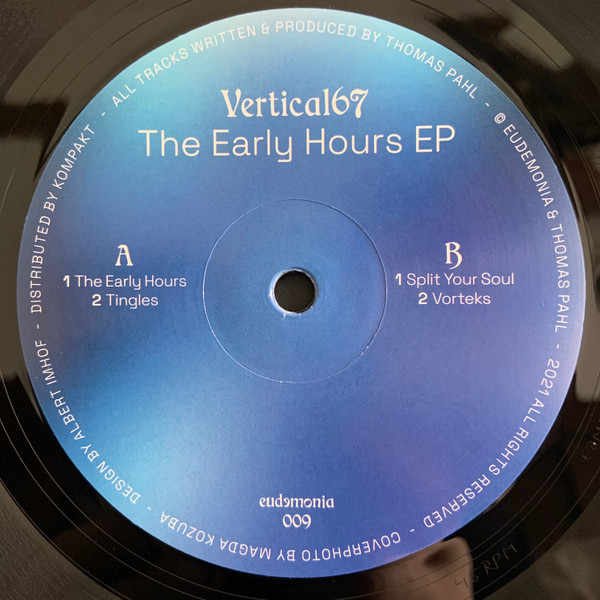 Vertical67
The Early Hours EP
A
1 The Early Hours
2 Tingles
B
1 Split Your Soul
2 Vorteks
eudemonia
009
DISTRIBUTED BY KOMPAKT - ALL TRACKS WRITTEN & PRODUCED BY THOMAS PAHL - © EUDEMONIA & THOMAS PAHL - 2021 ALL RIGHTS RESERVED - COVERPHOTO BY MAGDA KOZUBA - DESIGN BY ALBERT IMHOF -
45 RPM